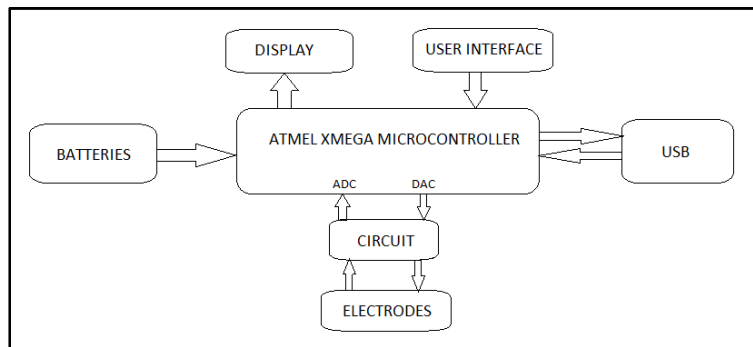 DISPLAY
USER INTERFACE
ATMEL XMEGA MICROCONTROLLER
BATTERIES
USB
ADC
DAC
CIRCUIT
ELECTRODES